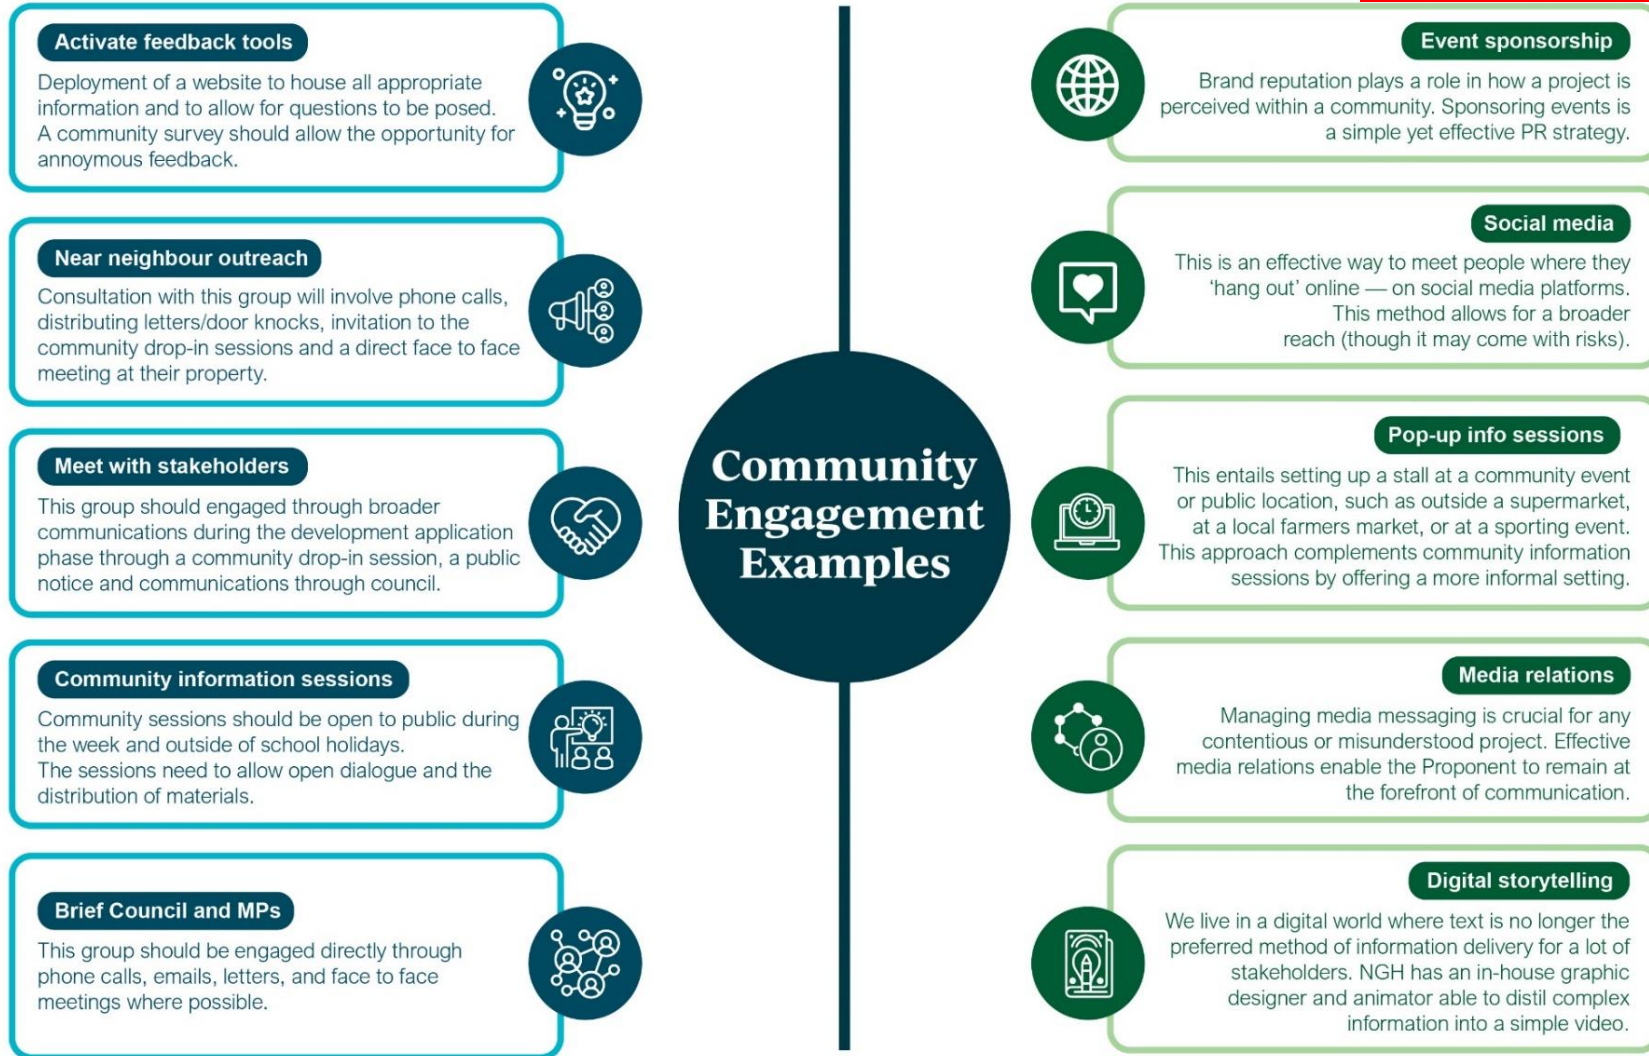 Activate feedback tools
Deployment of a website to house all appropriate
information and to allow for questions to be posed.
A community survey should allow the opportunity for
annoymous feedback.
Near neighbour outreach
Consultation with this group will involve phone calls,
distributing letters/door knocks, invitation to the
community drop-in sessions and a direct face to face
meeting at their property.
Meet with stakeholders
This group should engaged through broader
communications during the development application
phase through a community drop-in session, a public
notice and communications through council.
Community information sessions
Community sessions should be open to public during
the week and outside of school holidays.
The sessions need to allow open dialogue and the
distribution of materials.
Brief Council and MPs
This group should be engaged directly through
phone calls, emails, letters, and face to face
meetings where possible.
Community
Engagement
Examples
Event sponsorship
Brand reputation plays a role in how a project is
perceived within a community. Sponsoring events is
a simple yet effective PR strategy.
Social media
This is an effective way to meet people where they
‘hang out’ online — on social media platforms.
This method allows for a broader
reach (though it may come with risks).
Pop-up info sessions
This entails setting up a stall at a community event
or public location, such as outside a supermarket,
at a local farmers market, or at a sporting event.
This approach complements community information
sessions by offering a more informal setting.
Media relations
Managing media messaging is crucial for any
contentious or misunderstood project. Effective
media relations enable the Proponent to remain at
the forefront of communication.
Digital storytelling
We live in a digital world where text is no longer the
preferred method of information delivery for a lot of
stakeholders. NGH has an in-house graphic
designer and animator able to distil complex
information into a simple video.